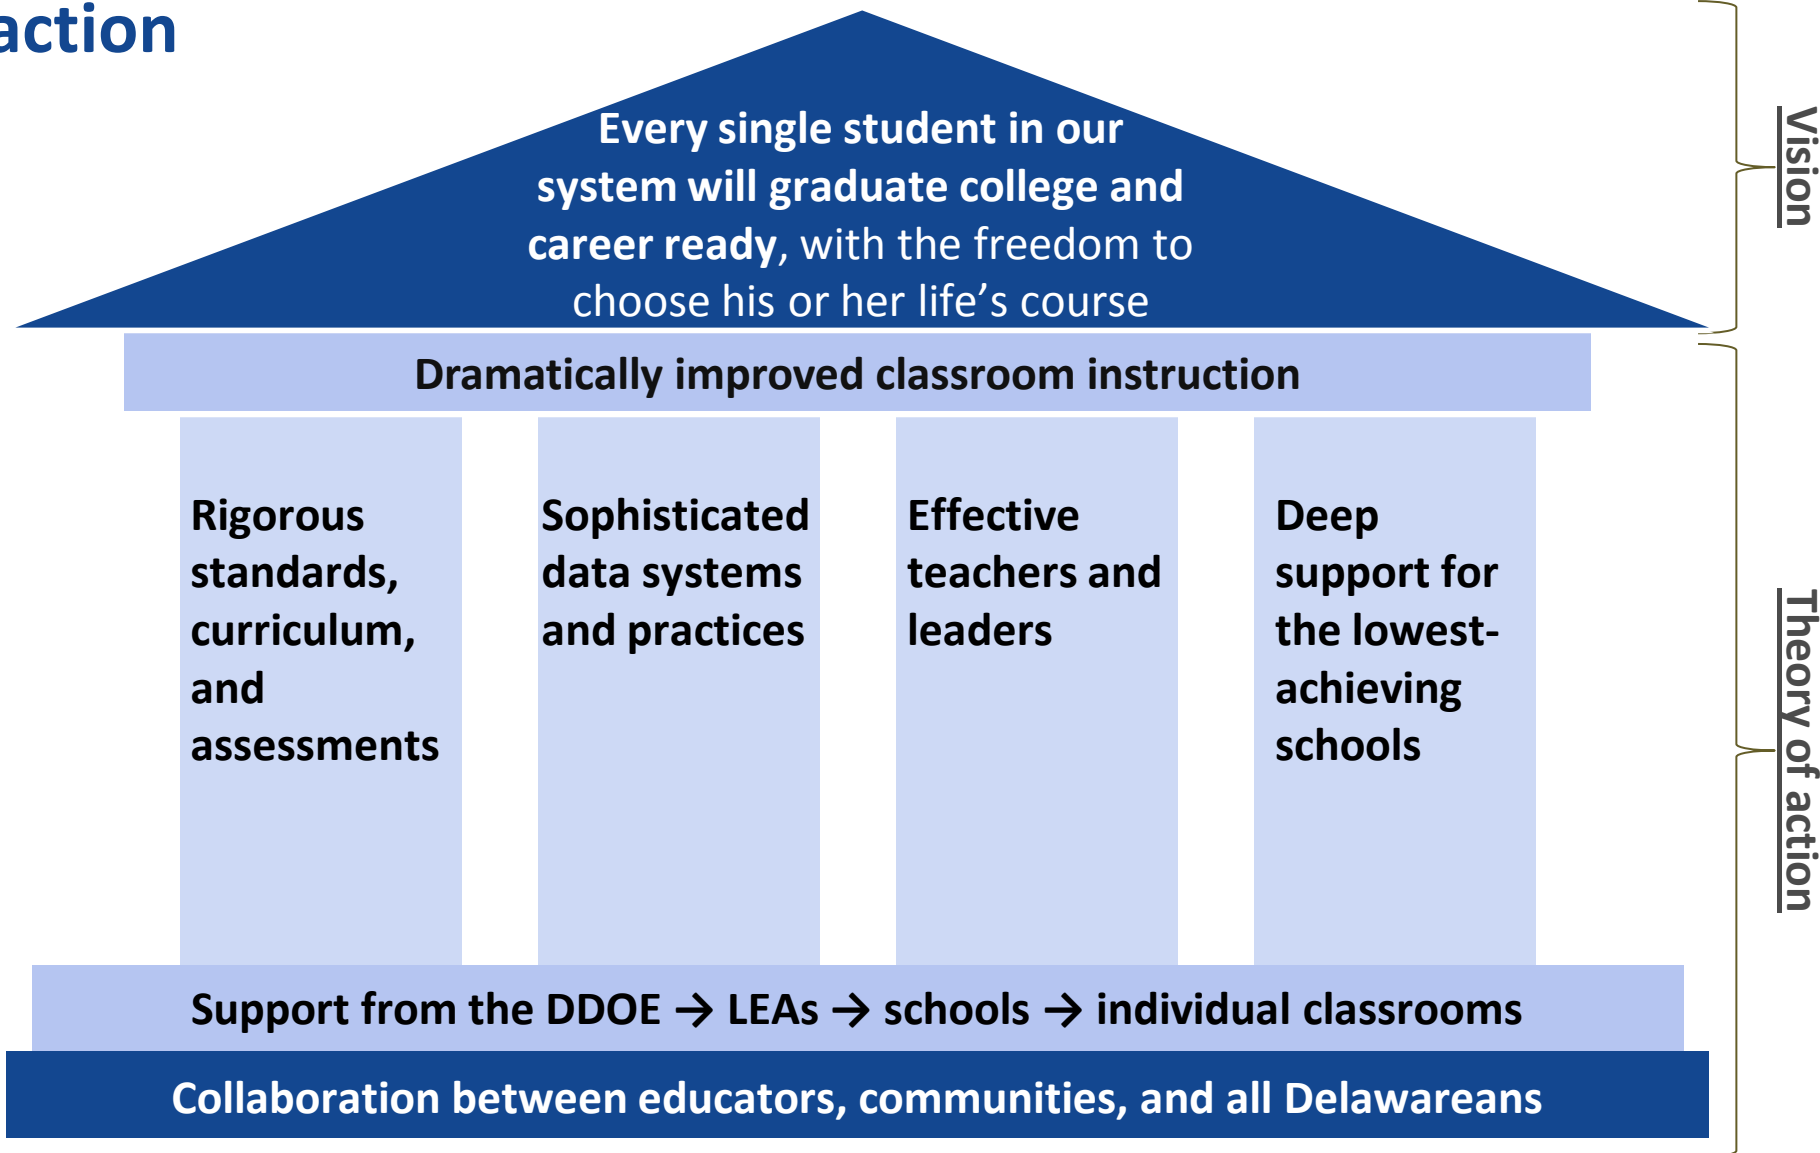 action
Every single student in our
system will graduate college and
career ready, with the freedom to
choose his or her life’s course
Vision
Dramatically improved classroom instruction
Rigorous
standards,
curriculum,
and
assessments
Sophisticated
data systems
and practices
Effective
teachers and
leaders
Deep
support for
the lowest-
achieving
schools
Theory of action
Support from the DDOE → LEAs → schools → individual classrooms
Collaboration between educators, communities, and all Delawareans